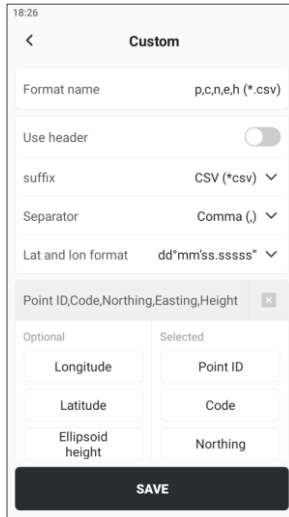 18:26
Custom
Format name p,c,n,e,h (*.csv)
Use header
suffix CSV (*csv)
Separator Comma (,)
Lat and lon format dd°mm'ss.sssss"
Point ID,Code,Northing,Easting,Height
Optional Selected
Longitude Point ID
Latitude Code
Ellipsoid
height Northing
SAVE